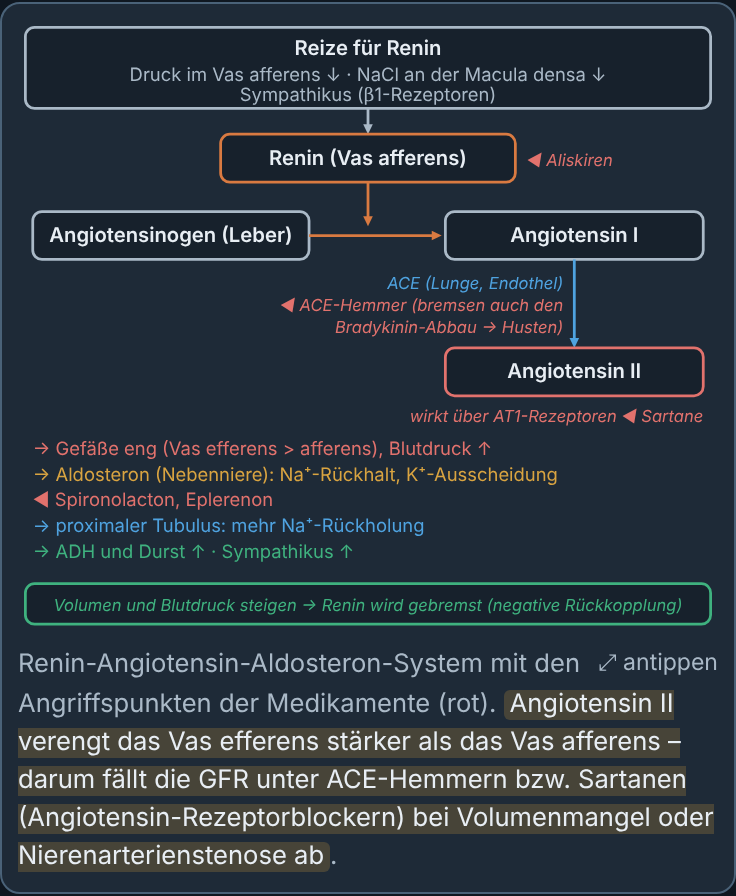 Reize für Renin
Druck im Vas afferens ↓ · NaCl an der Macula densa ↓
Sympathikus (β1-Rezeptoren)
Renin (Vas afferens)
◀ Aliskiren
Angiotensinogen (Leber)
Angiotensin I
ACE (Lunge, Endothel)
◀ ACE-Hemmer (bremsen auch den
Bradykinin-Abbau → Husten)
Angiotensin II
wirkt über AT1-Rezeptoren ◀ Sartane
→ Gefäße eng (Vas efferens > afferens), Blutdruck ↑
→ Aldosteron (Nebenniere): Na⁺-Rückhalt, K⁺-Ausscheidung
◀ Spironolacton, Eplerenon
→ proximaler Tubulus: mehr Na⁺-Rückholung
→ ADH und Durst ↑ · Sympathikus ↑
Volumen und Blutdruck steigen → Renin wird gebremst (negative Rückkopplung)
Renin-Angiotensin-Aldosteron-System mit den ⤢ antippen
Angriffspunkten der Medikamente (rot). Angiotensin II
verengt das Vas efferens stärker als das Vas afferens –
darum fällt die GFR unter ACE-Hemmern bzw. Sartanen
(Angiotensin-Rezeptorblockern) bei Volumenmangel oder
Nierenarterienstenose ab.